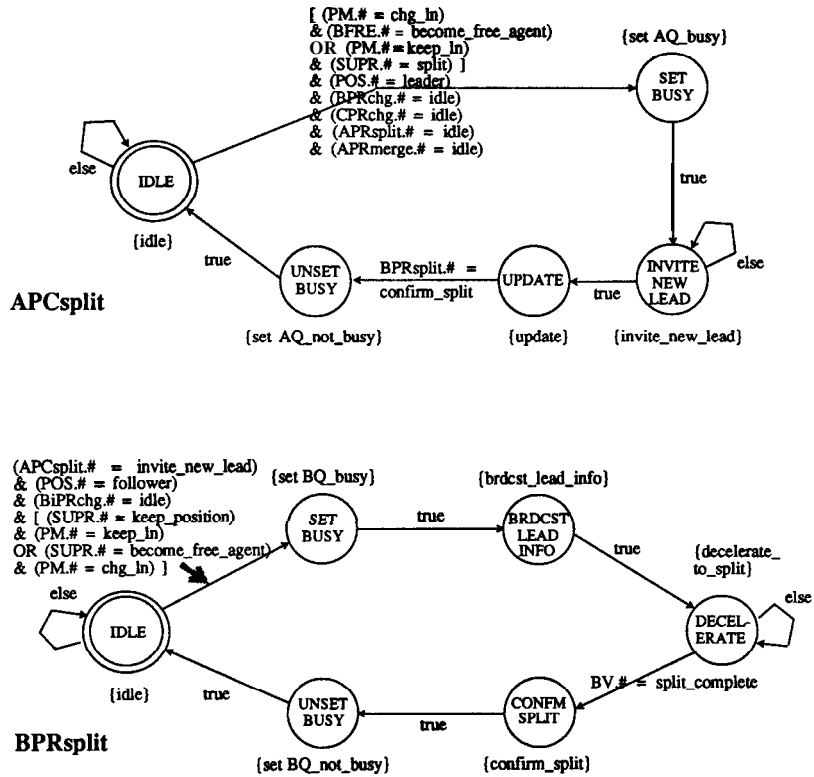 [ (PM.# = chg_ln)
& (BFRE.# = become_free_agent)
OR (PM.# = keep_ln)
& (SUPR.# = split) ]
& (POS.# = leader)
& (BPRchg.# = idle)
& (CPRchg.# = idle)
& (APRsplit.# = idle)
& (APRmerge.# = idle)
{set AQ_busy}
SET
BUSY
else
IDLE
{idle}
true
true
UNSET
BUSY
{set AQ_not_busy}
BPRsplit.# =
confirm_split
UPDATE
{update}
true
INVITE
NEW
LEAD
else
{invite_new_lead}
APCsplit
(APCsplit.# = invite_new_lead)
& (POS.# = follower)
& (BiPRchg.# = idle)
& [ (SUPR.# = keep_position)
& (PM.# = keep_ln)
OR (SUPR.# = become_free_agent)
& (PM.# = chg_ln) ]
{set BQ_busy}
SET
BUSY
true
{brdcst_lead_info}
BRDCST
LEAD
INFO
true
{decelerate_
to_split}
DECEL-
ERATE
else
else
IDLE
{idle}
true
UNSET
BUSY
{set BQ_not_busy}
true
CONFM
SPLIT
{confirm_split}
BV.# = split_complete
BPRsplit